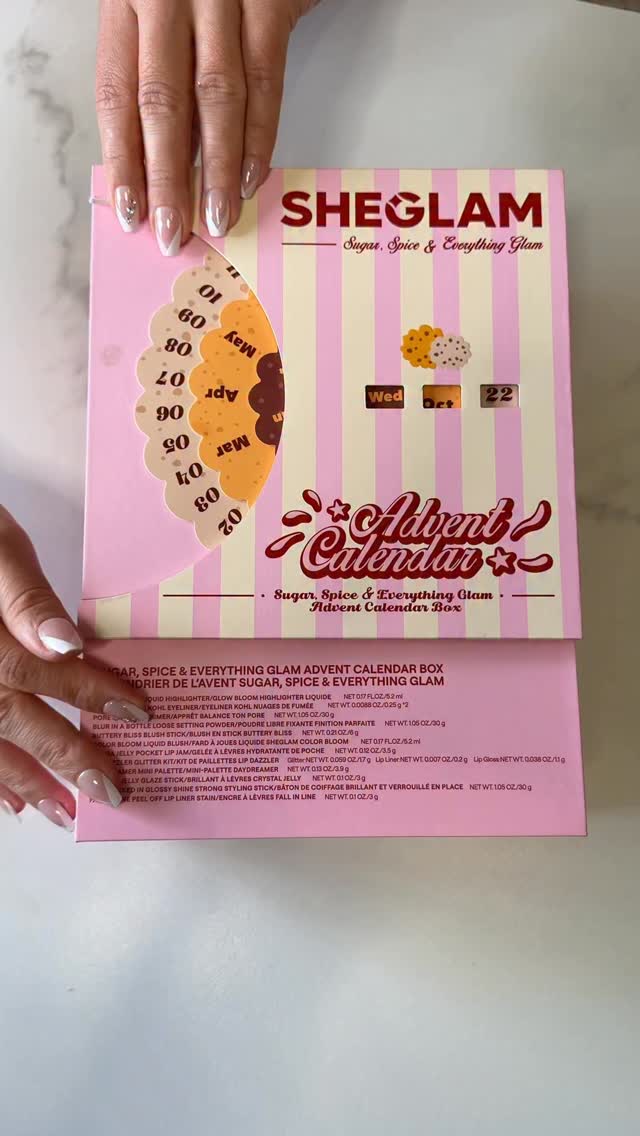 SHEGLAM
Sugar, Spice & Everything Glam
10
09
08
07
06
05
04
03
02
May
Apr
Mar
Wed Oct 22
Advent
Calendar
· Sugar, Spice & Everything Glam ·
Advent Calendar Box
SUGAR, SPICE & EVERYTHING GLAM ADVENT CALENDAR BOX
DE L'AVENT SUGAR, SPICE & EVERYTHING GLAM
LIQUID HIGHLIGHTER/GLOW BLOOM HIGHLIGHTER LIQUIDE NET 0.17 FL.OZ/5.2 ml
KOHL EYELINER/EYELINER KOHL NUAGES DE FUMÉE NET WT. 0.0088 OZ/0.25 g *2
PORE PRIMER/APPRÊT BALANCE TON PORE NET WT. 1.05 OZ/30 g
BLUR IN A BOTTLE LOOSE SETTING POWDER/POUDRE LIBRE FIXANTE FINITION PARFAITE NET WT. 1.05 OZ/30 g
BUTTERY BLISS BLUSH STICK/BLUSH EN STICK BUTTERY BLISS NET WT. 0.21 OZ/6 g
COLOR BLOOM LIQUID BLUSH/FARD À JOUES LIQUIDE SHEGLAM COLOR BLOOM NET 0.17 FL.OZ/5.2 ml
JELLY POCKET LIP JAM/GELÉE À LÈVRES HYDRATANTE DE POCHE NET WT. 0.12 OZ/3.5 g
GLITTER KIT/KIT DE PAILLETTES LIP DAZZLER Glitter:NET WT. 0.059 OZ/1.7 g Lip Liner:NET WT. 0.007 OZ/0.2 g Lip Gloss:NET WT. 0.038 OZ/1.1 g
MINI PALETTE/MINI-PALETTE DAYDREAMER NET WT. 0.13 OZ/3.9 g
JELLY GLAZE STICK/BRILLANT À LÈVRES CRYSTAL JELLY NET WT. 0.1 OZ/3 g
IN GLOSSY SHINE STRONG STYLING STICK/BÂTON DE COIFFAGE BRILLANT ET VERROUILLÉ EN PLACE NET WT. 1.05 OZ/30 g
PEEL OFF LIP LINER STAIN/ENCRE À LÈVRES FALL IN LINE NET WT. 0.1 OZ/3 g